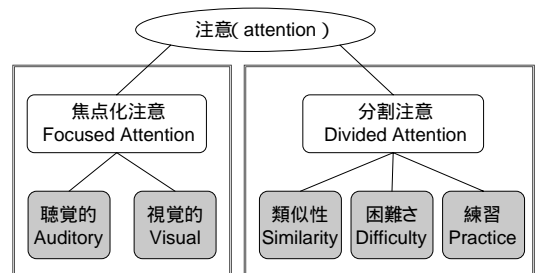 注意( attention )
焦点化注意
Focused Attention
分割注意
Divided Attention
聴覚的
Auditory
視覚的
Visual
類似性
Similarity
困難さ
Difficulty
練習
Practice